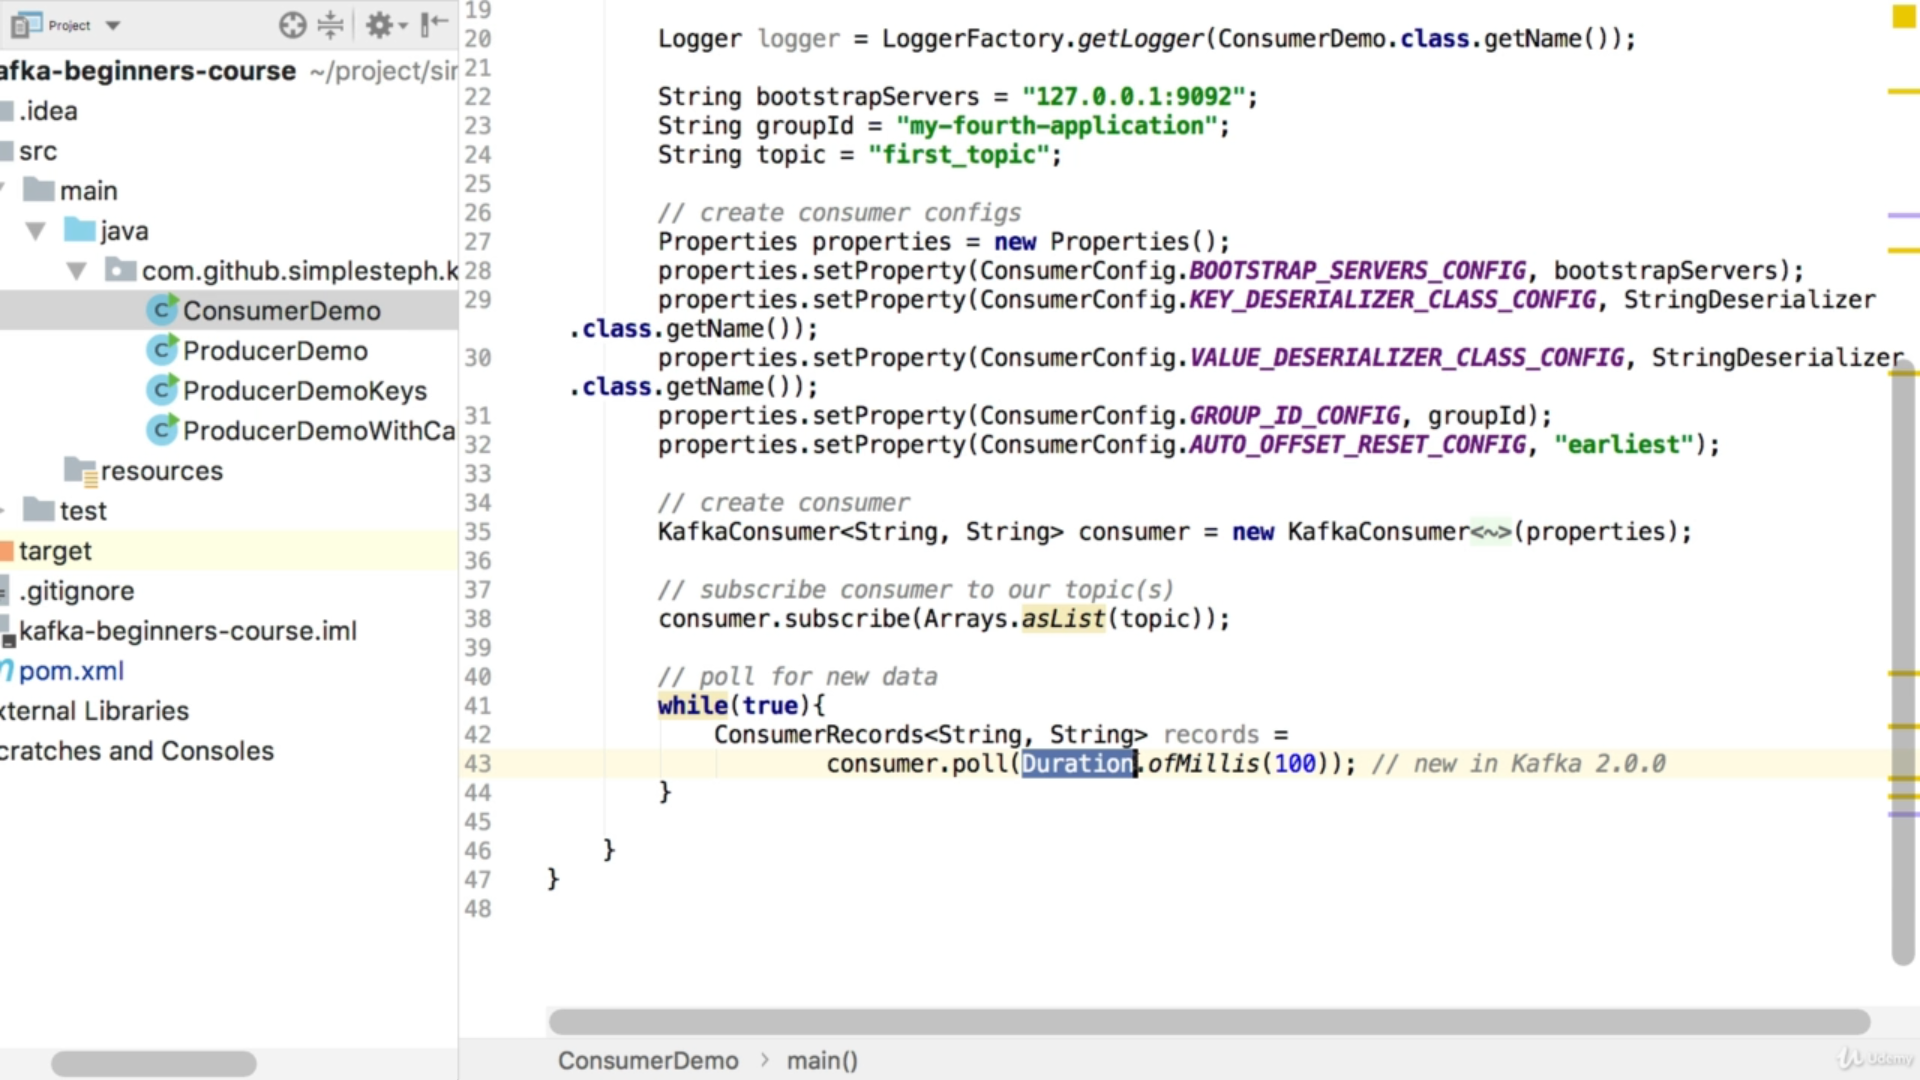 Project
afka-beginners-course ~/project/sir
.idea
src
main
java
com.github.simplesteph.k
ConsumerDemo
ProducerDemo
ProducerDemoKeys
ProducerDemoWithCa
resources
test
target
.gitignore
kafka-beginners-course.iml
pom.xml
xternal Libraries
cratches and Consoles
19
20 Logger logger = LoggerFactory.getLogger(ConsumerDemo.class.getName());
21
22 String bootstrapServers = "127.0.0.1:9092";
23 String groupId = "my-fourth-application";
24 String topic = "first_topic";
25
26 // create consumer configs
27 Properties properties = new Properties();
28 properties.setProperty(ConsumerConfig.BOOTSTRAP_SERVERS_CONFIG, bootstrapServers);
29 properties.setProperty(ConsumerConfig.KEY_DESERIALIZER_CLASS_CONFIG, StringDeserializer
.class.getName());
30 properties.setProperty(ConsumerConfig.VALUE_DESERIALIZER_CLASS_CONFIG, StringDeserializer
.class.getName());
31 properties.setProperty(ConsumerConfig.GROUP_ID_CONFIG, groupId);
32 properties.setProperty(ConsumerConfig.AUTO_OFFSET_RESET_CONFIG, "earliest");
33
34 // create consumer
35 KafkaConsumer<String, String> consumer = new KafkaConsumer<~>(properties);
36
37 // subscribe consumer to our topic(s)
38 consumer.subscribe(Arrays.asList(topic));
39
40 // poll for new data
41 while(true){
42 ConsumerRecords<String, String> records =
43 consumer.poll(Duration.ofMillis(100)); // new in Kafka 2.0.0
44 }
45
46 }
47 }
48
ConsumerDemo > main()
Udemy